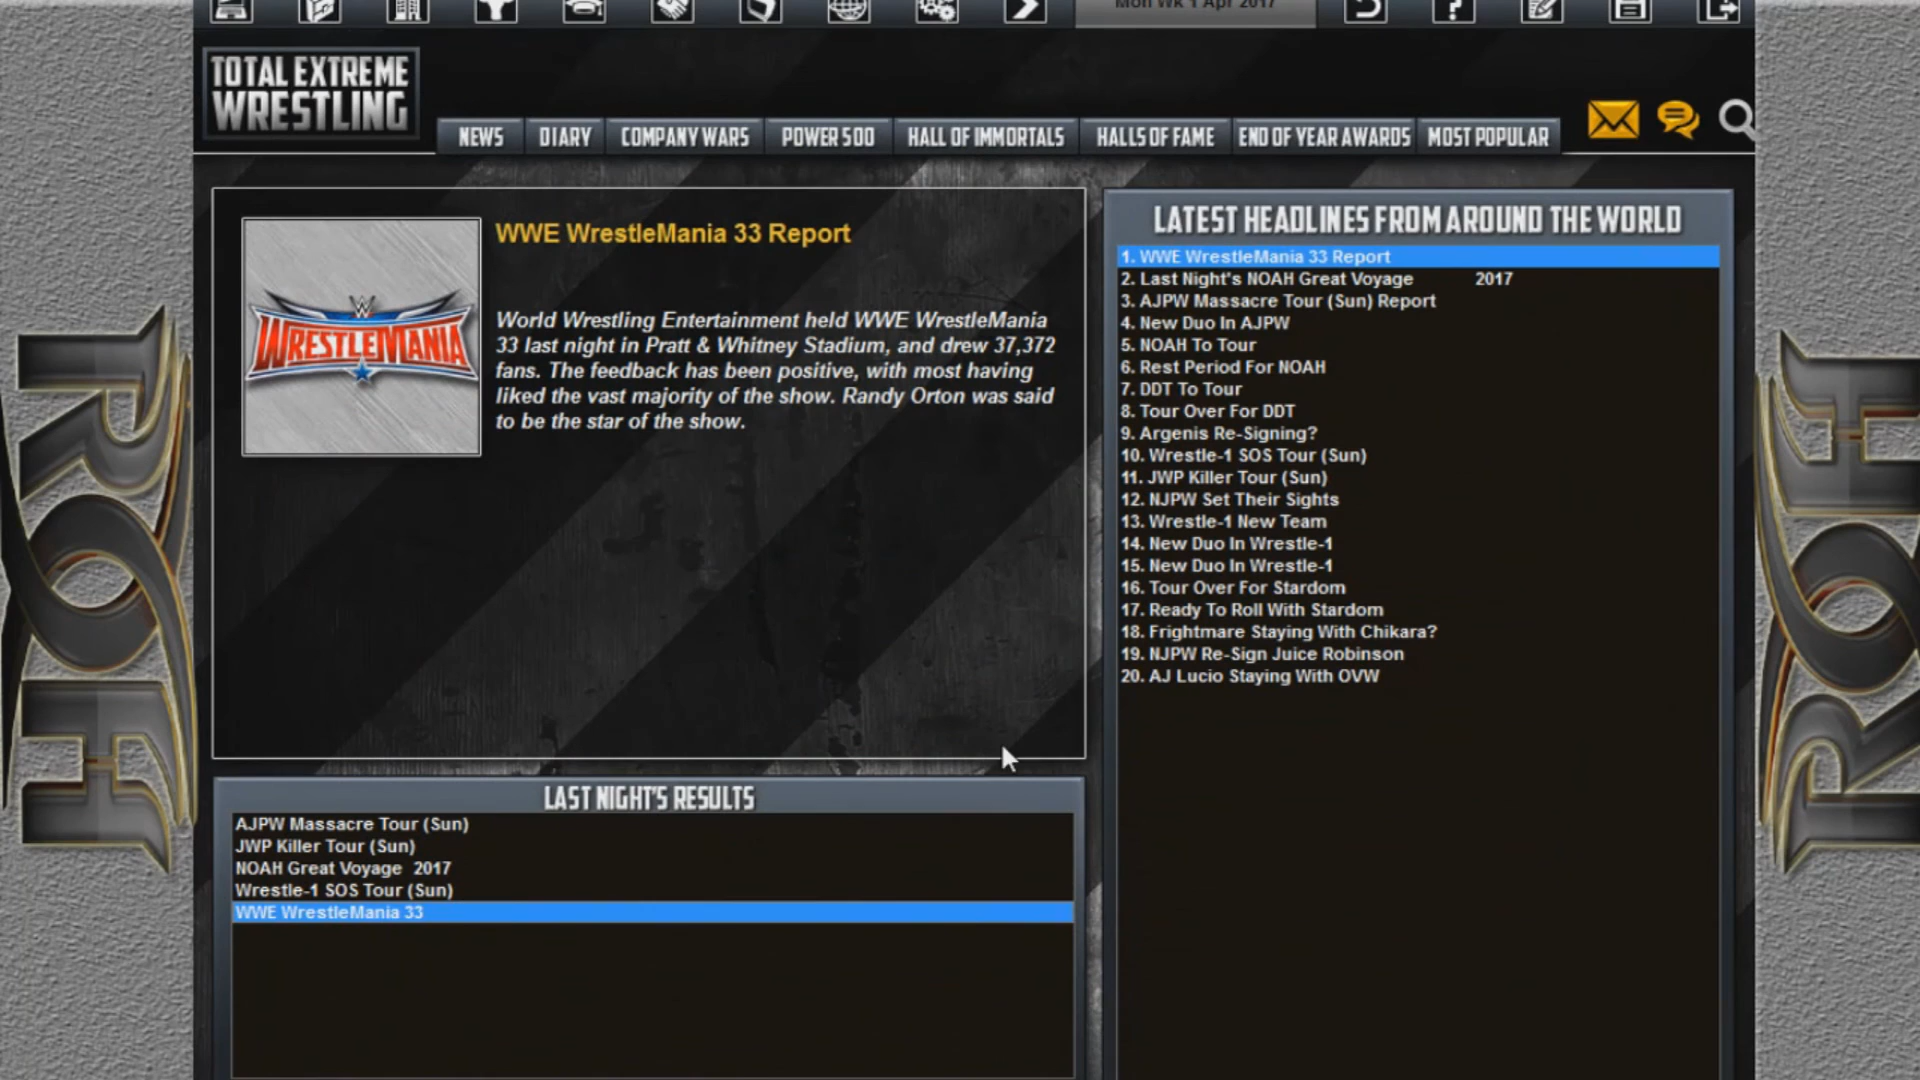 Mon Wk 1 Apr 2017
TOTAL EXTREME
WRESTLING
NEWS
DIARY
COMPANY WARS
POWER 500
HALL OF IMMORTALS
HALLS OF FAME
END OF YEAR AWARDS
MOST POPULAR
W
WRESTLEMANIA
WWE WrestleMania 33 Report
World Wrestling Entertainment held WWE WrestleMania
33 last night in Pratt & Whitney Stadium, and drew 37,372
fans. The feedback has been positive, with most having
liked the vast majority of the show. Randy Orton was said
to be the star of the show.
LATEST HEADLINES FROM AROUND THE WORLD
1. WWE WrestleMania 33 Report
2. Last Night's NOAH Great Voyage 2017
3. AJPW Massacre Tour (Sun) Report
4. New Duo In AJPW
5. NOAH To Tour
6. Rest Period For NOAH
7. DDT To Tour
8. Tour Over For DDT
9. Argenis Re-Signing?
10. Wrestle-1 SOS Tour (Sun)
11. JWP Killer Tour (Sun)
12. NJPW Set Their Sights
13. Wrestle-1 New Team
14. New Duo In Wrestle-1
15. New Duo In Wrestle-1
16. Tour Over For Stardom
17. Ready To Roll With Stardom
18. Frightmare Staying With Chikara?
19. NJPW Re-Sign Juice Robinson
20. AJ Lucio Staying With OVW
LAST NIGHT'S RESULTS
AJPW Massacre Tour (Sun)
JWP Killer Tour (Sun)
NOAH Great Voyage 2017
Wrestle-1 SOS Tour (Sun)
WWE WrestleMania 33
ROH
ROH